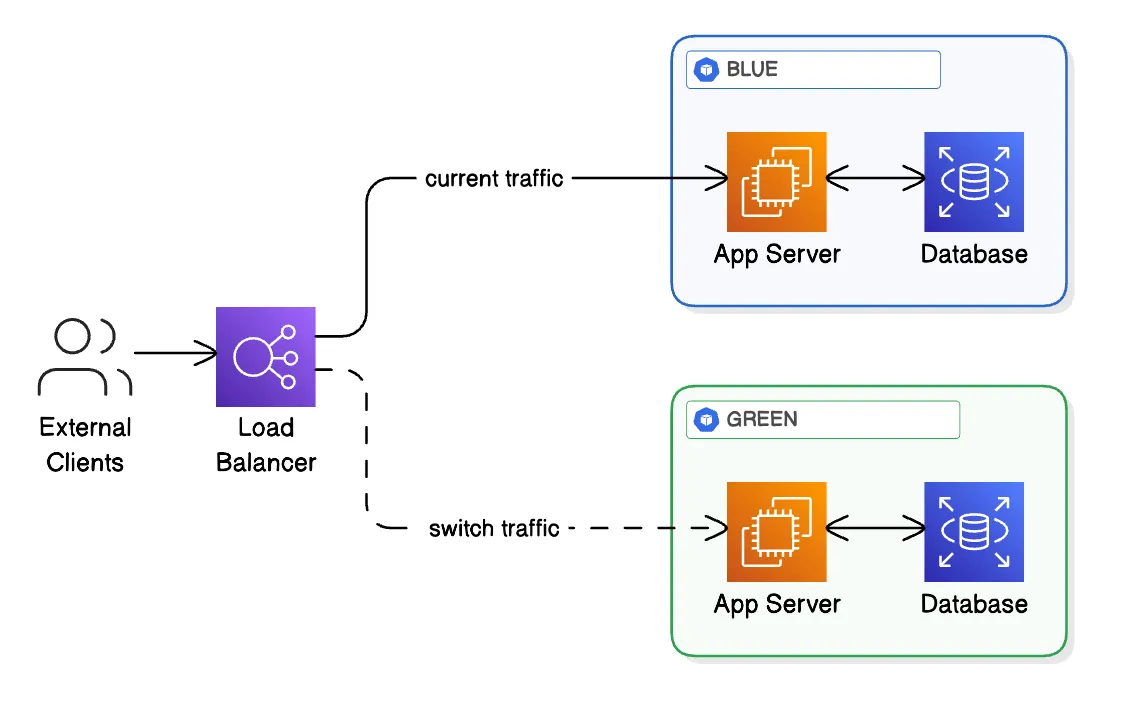 BLUE
current traffic
App Server
Database
External
Clients
Load
Balancer
GREEN
switch traffic
App Server
Database